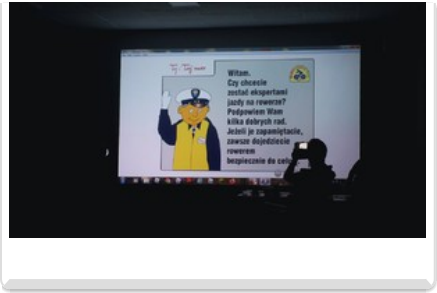 Witam.
Czy chcecie
zostać ekspertami
jazdy na rowerze?
Podpowiem Wam
kilka dobrych rad.
Jeżeli je zapamiętacie,
zawsze dojedziecie
rowerem
bezpiecznie do celu